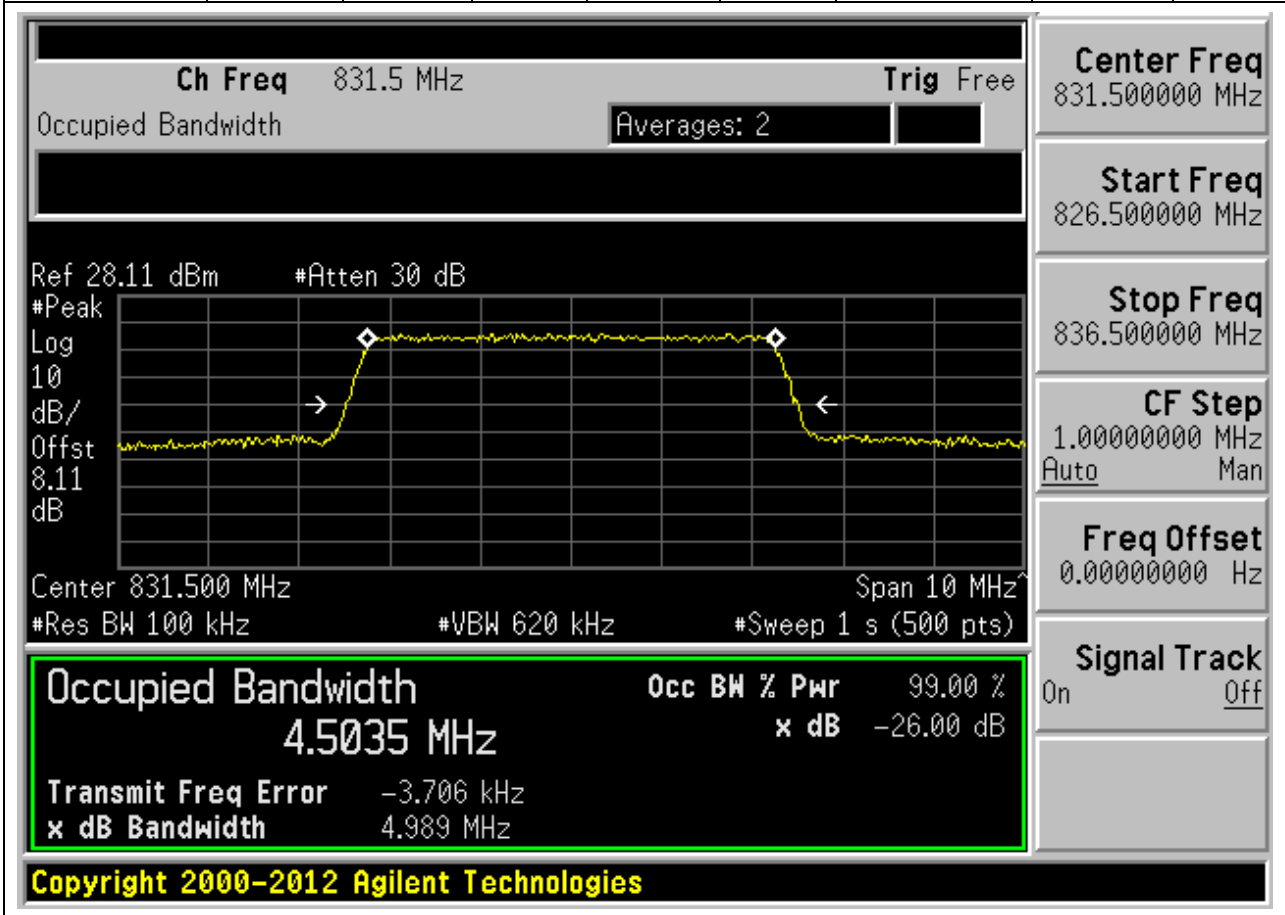 Ch Freq 831.5 MHz Trig Free
Occupied Bandwidth Averages: 2
Ref 28.11 dBm #Atten 30 dB
#Peak
Log
10
dB/
Offst
8.11
dB
Center 831.500 MHz Span 10 MHz^
#Res BW 100 kHz #VBW 620 kHz #Sweep 1 s (500 pts)
Occupied Bandwidth Occ BW % Pwr 99.00 %
4.5035 MHz x dB -26.00 dB
Transmit Freq Error -3.706 kHz
x dB Bandwidth 4.989 MHz
Copyright 2000-2012 Agilent Technologies
Center Freq
831.500000 MHz
Start Freq
826.500000 MHz
Stop Freq
836.500000 MHz
CF Step
1.00000000 MHz
Auto Man
Freq Offset
0.00000000 Hz
Signal Track
On Off